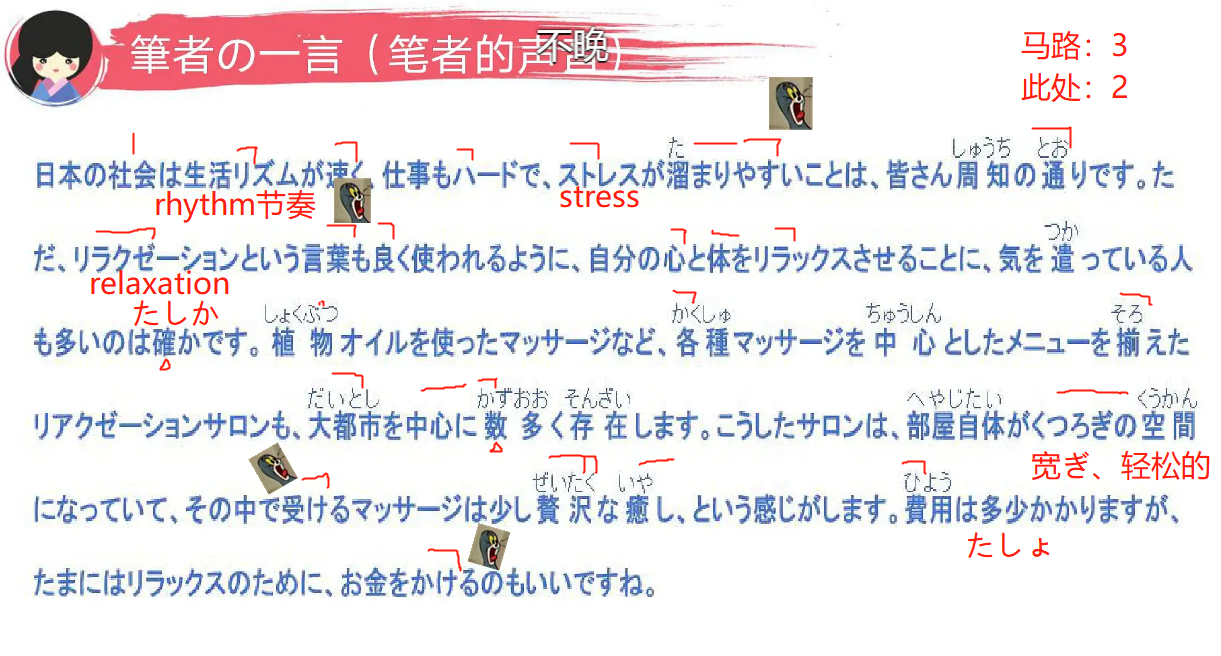 筆者の一言（笔者的声音）
不晚
马路：3
此处：2
た しゅうち とお
日本の社会は生活リズムが速く、仕事もハードで、ストレスが溜まりやすいことは、皆さん周知の通りです。た
rhythm节奏 stress
つか
だ、リラクゼーションという言葉も良く使われるように、自分の心と体をリラックスさせることに、気を遣っている人
relaxation
たしか しょくぶつ かくしゅ ちゅうしん そろ
も多いのは確かです。植物オイルを使ったマッサージなど、各種マッサージを中心としたメニューを揃えた
だいとし かずおお そんざい へやじたい くうかん
リアクゼーションサロンも、大都市を中心に数多く存在します。こうしたサロンは、部屋自体がくつろぎの空間
宽ぎ、轻松的
ぜいたく いや ひよう
になっていて、その中で受けるマッサージは少し贅沢な癒し、という感じがします。費用は多少かかりますが、
たしょ
たまにはリラックスのために、お金をかけるのもいいですね。